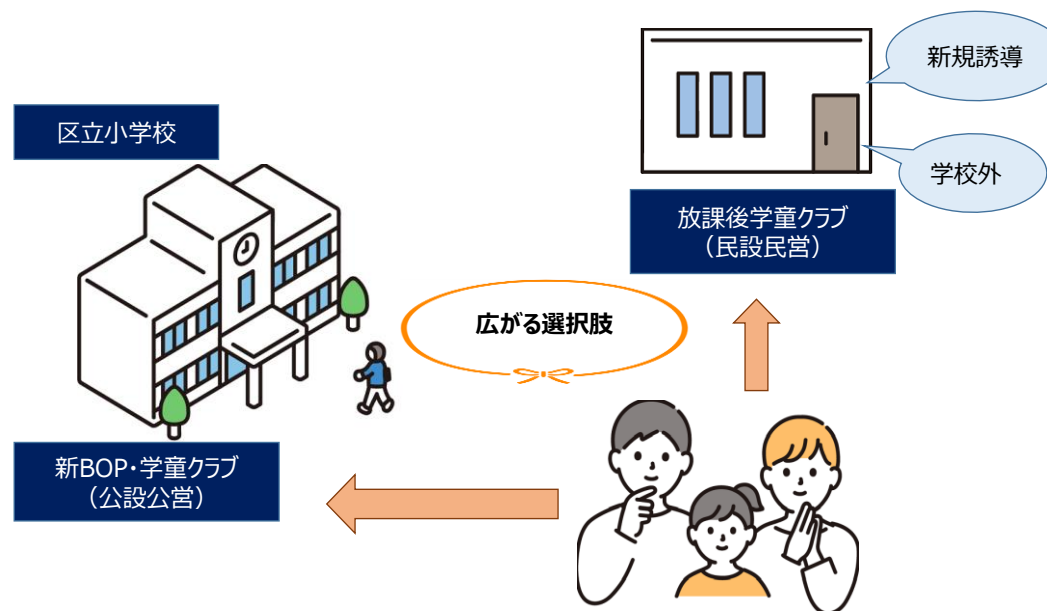 新規誘導
区立小学校
学校外
放課後学童クラブ
（民設民営）
広がる選択肢
新BOP・学童クラブ
（公設公営）